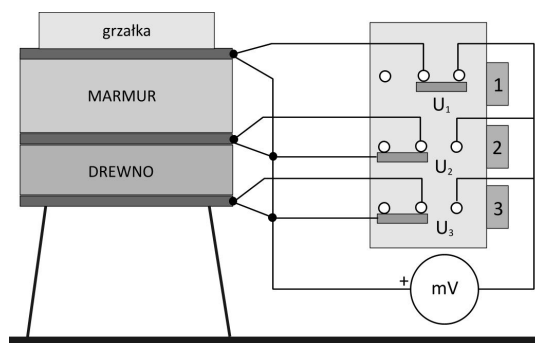 grzałka
MARMUR
DREWNO
1
U₁
2
U₂
3
U₃
+
mV